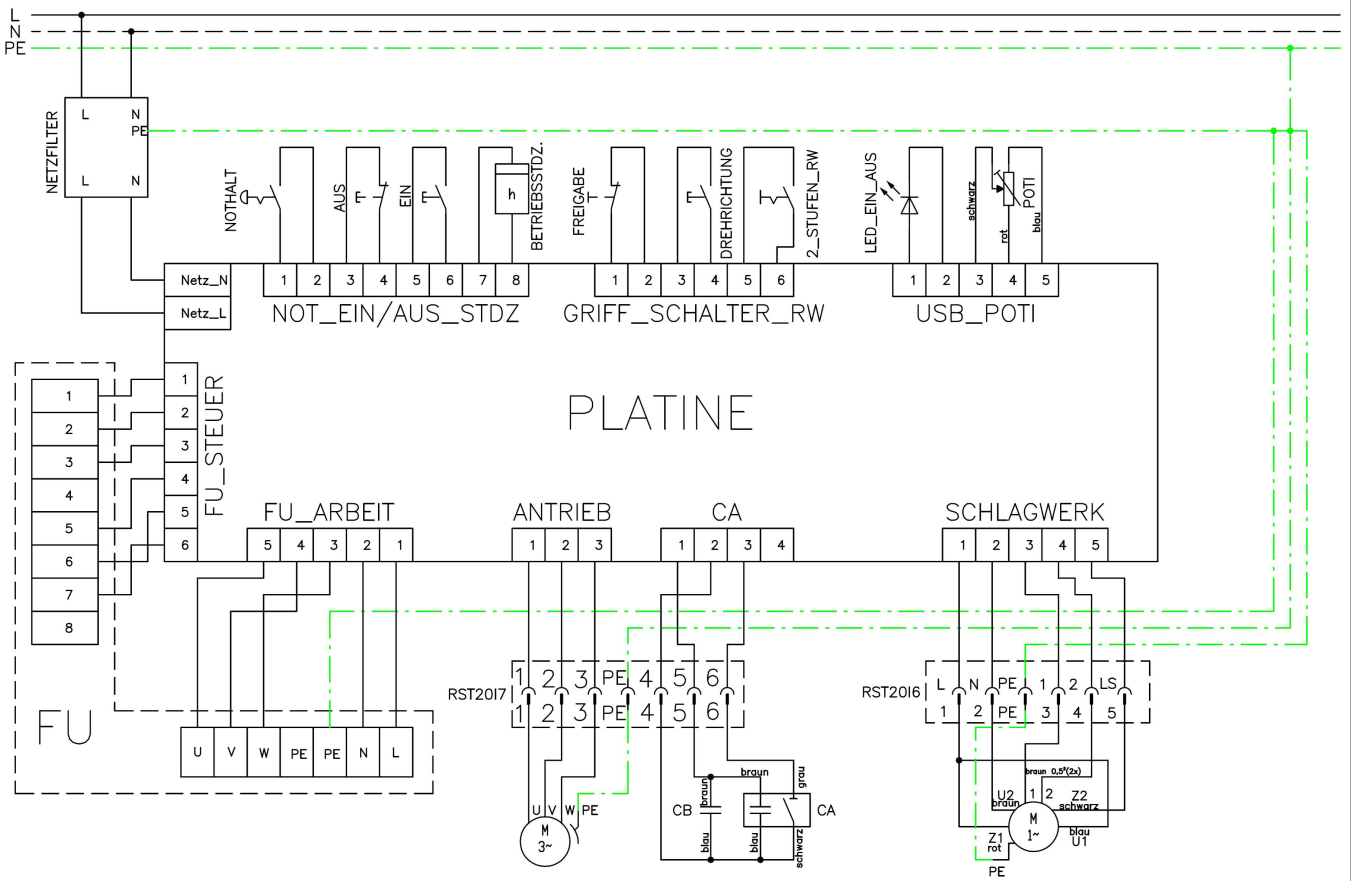 L
N
PE
L N
PE
NETZFILTER
L N
NOTHALT
AUS
EIN
h
BETRIEBSSTDZ.
FREIGABE
DREHRICHTUNG
2_STUFEN_RW
LED_EIN_AUS
schwarz
rot
POTI
blau
Netz_N
Netz_L
1 2 3 4 5 6 7 8
NOT_EIN/AUS_STDZ
1 2 3 4 5 6
GRIFF_SCHALTER_RW
1 2 3 4 5
USB_POTI
1
2
3
4
5
6
7
8
1
2
3
4
5
6
FU_STEUER
PLATINE
FU_ARBEIT
5 4 3 2 1
ANTRIEB
1 2 3
CA
1 2 3 4
SCHLAGWERK
1 2 3 4 5
FU
U V W PE PE N L
RST20I7
1 2 3 PE 4 5 6
1 2 3 PE 4 5 6
RST20I6
L N PE 1 2 LS
1 2 PE 3 4 5
U V W PE
M
3~
braun
braun
grau
CB
CA
blau
blau
schwarz
braun 0,5²(2x)
U2
braun
1 2
Z2
schwarz
M
1~
Z1
rot
blau
U1
PE